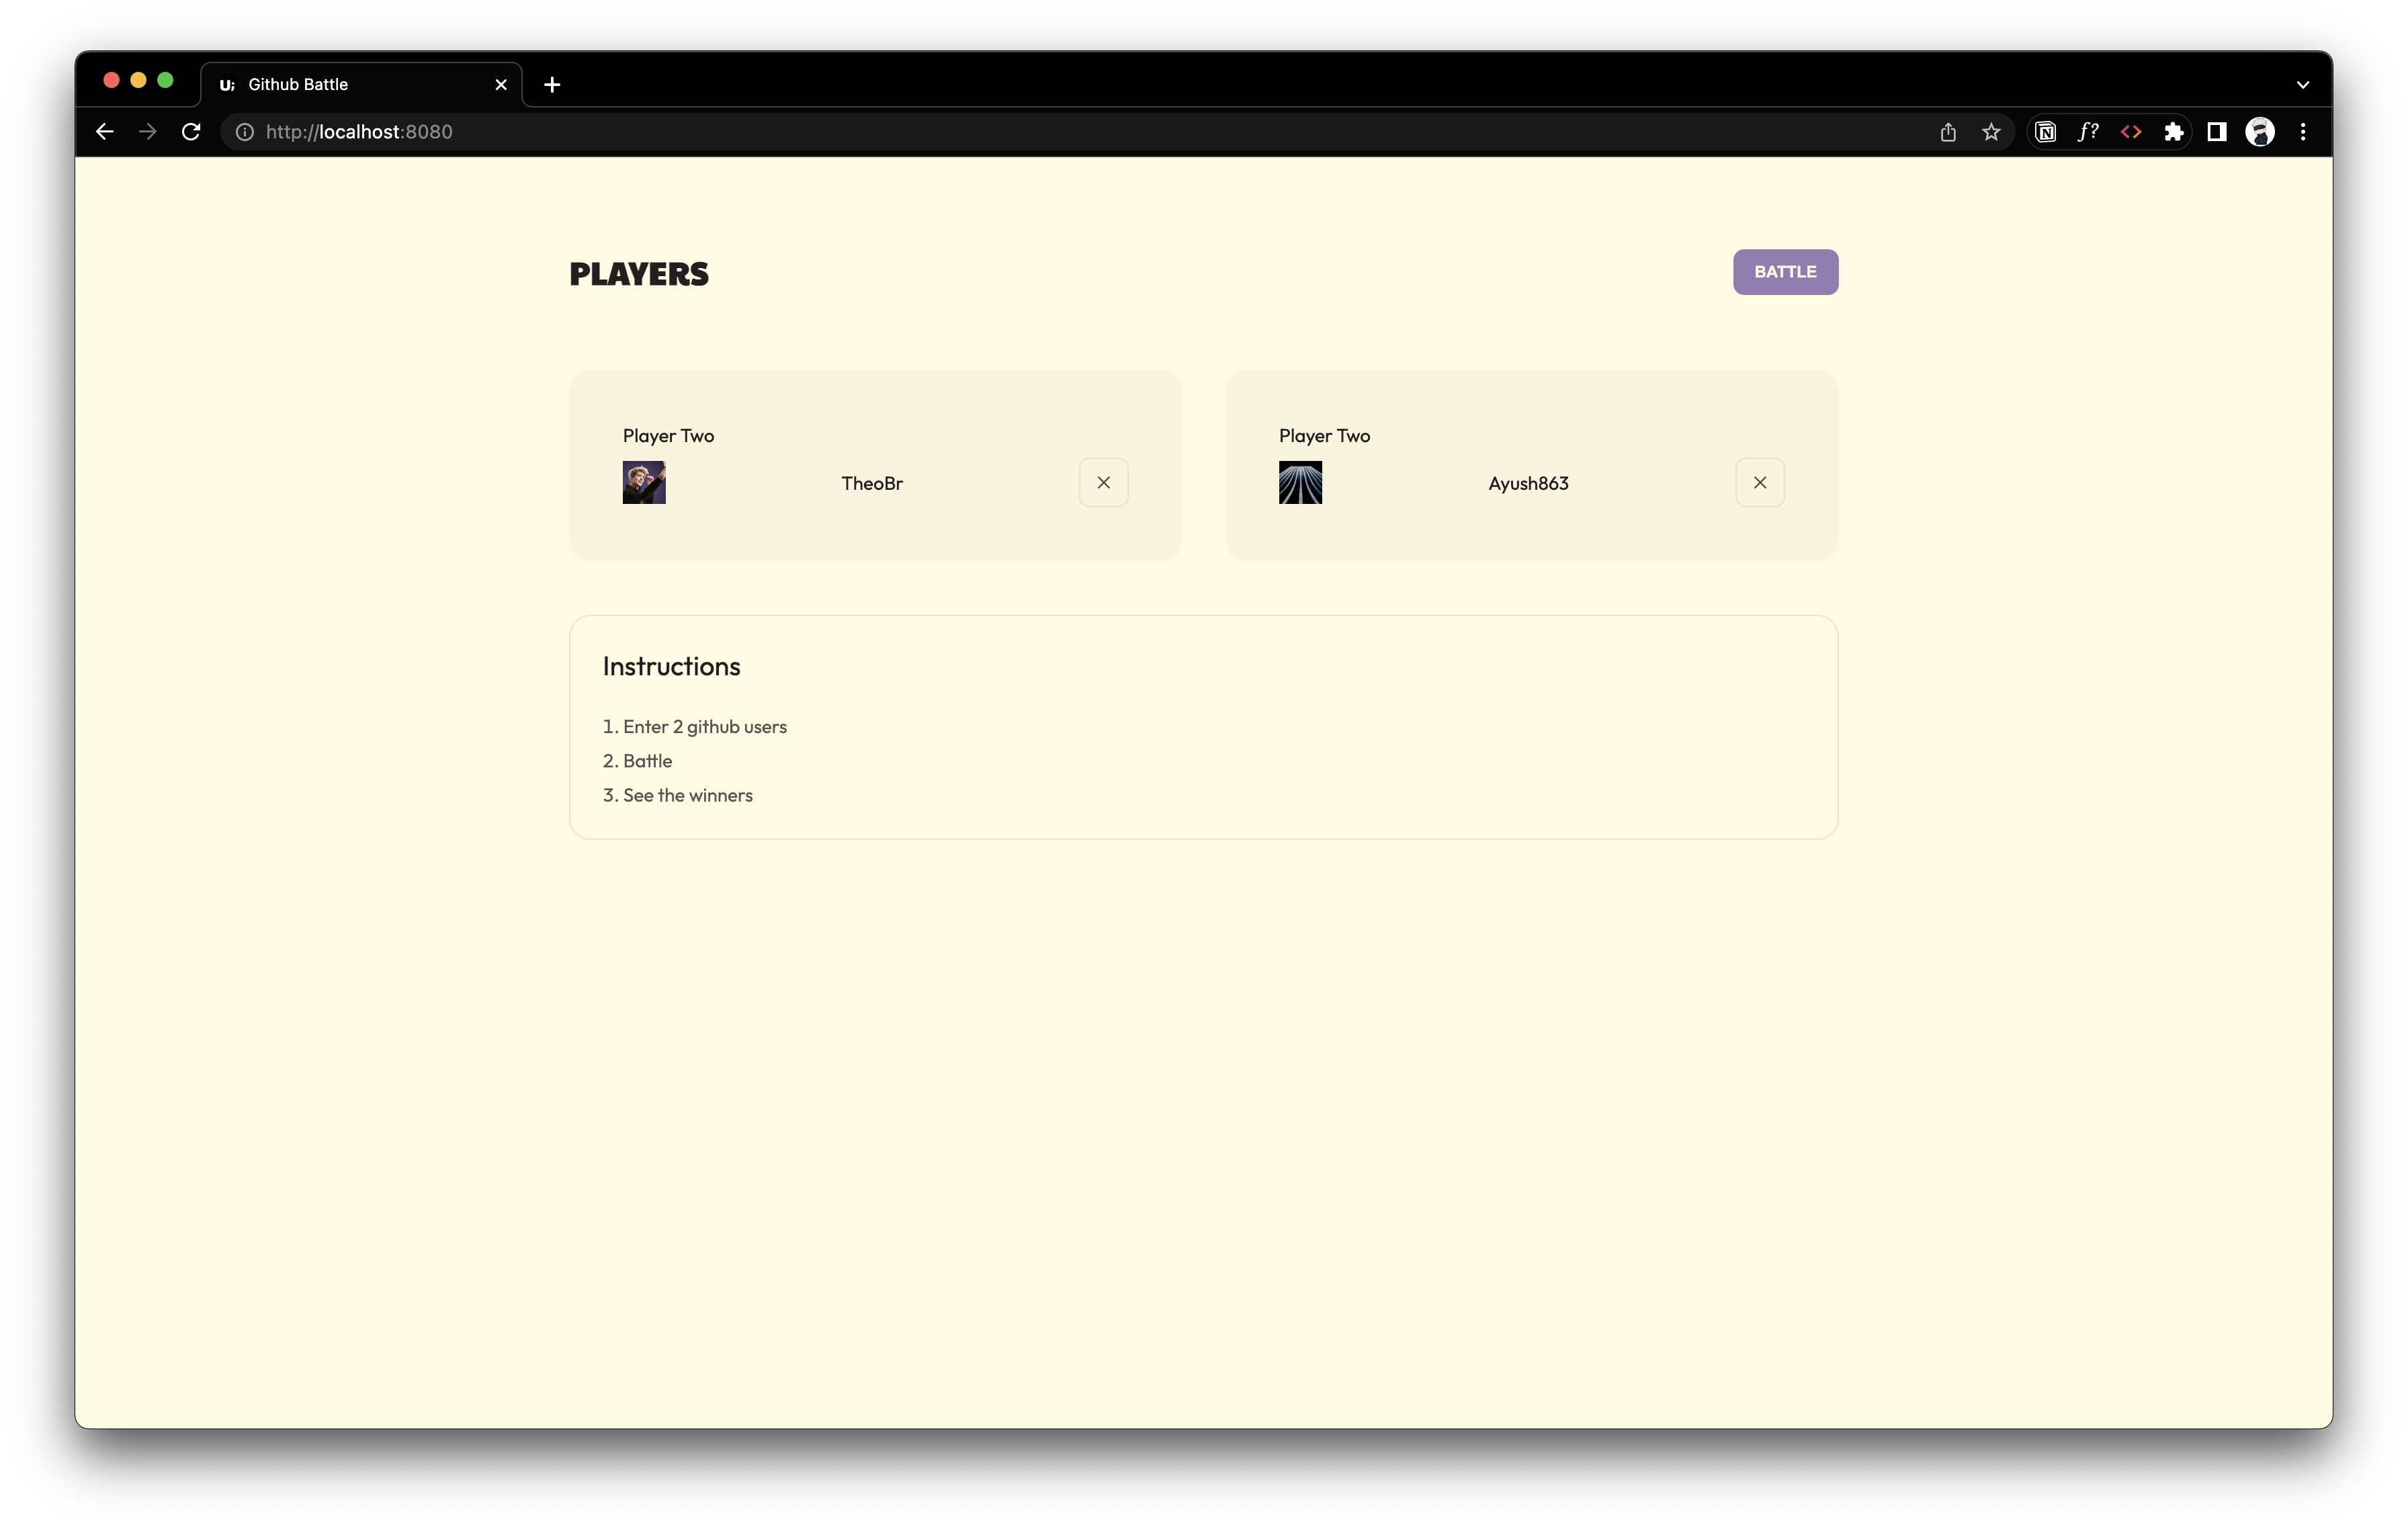 U; Github Battle
http://localhost:8080
f?
PLAYERS
BATTLE
Player Two
TheoBr
Player Two
Ayush863
Instructions
1. Enter 2 github users
2. Battle
3. See the winners